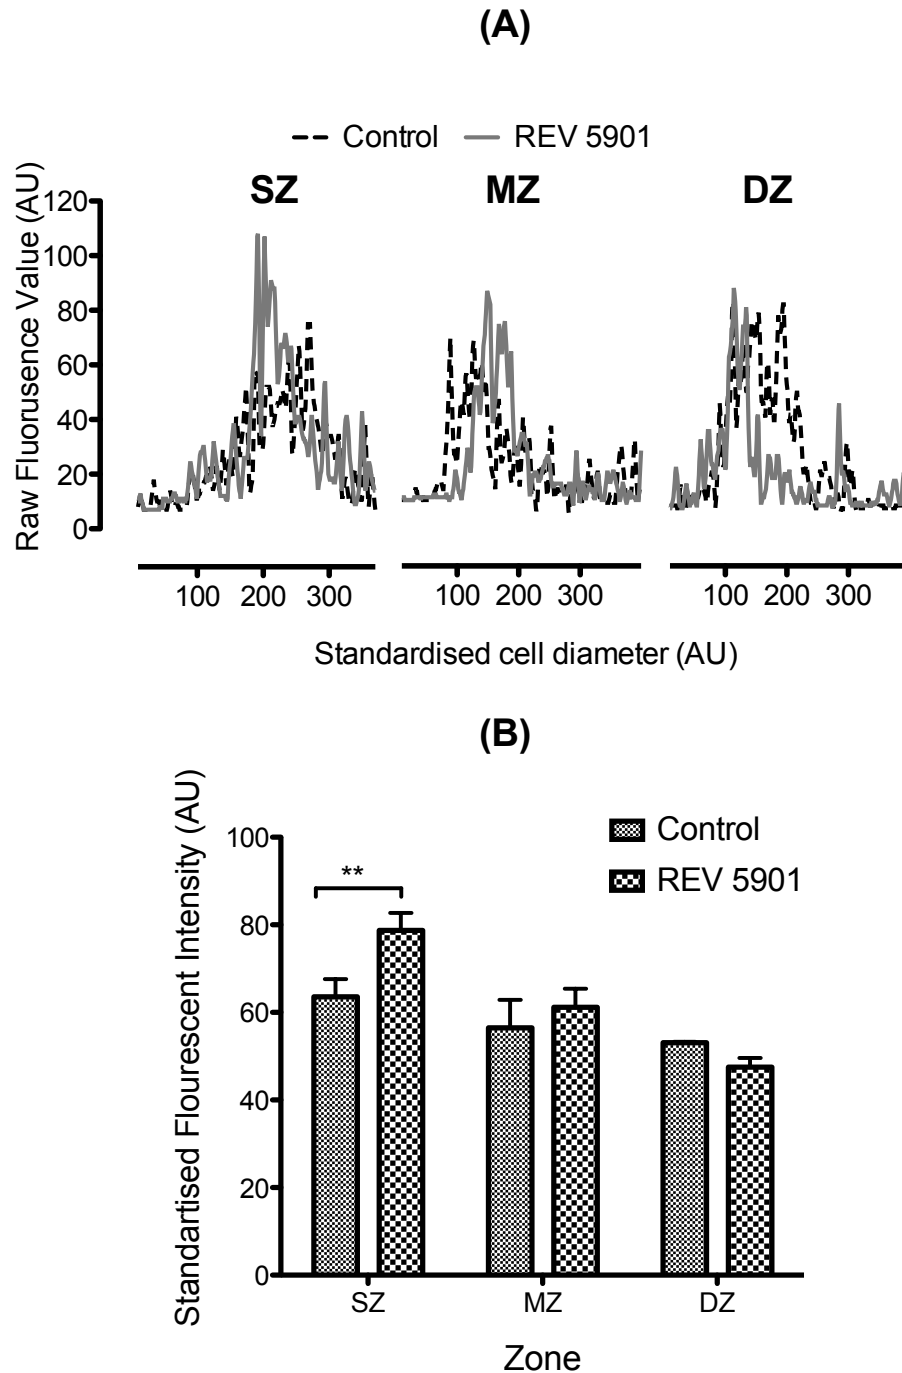 (A)
Control REV 5901
SZ MZ DZ
Raw Fluorusence Value (AU)
120
100
80
60
40
20
0
100 200 300 100 200 300 100 200 300
Standardised cell diameter (AU)
(B)
Standartised Flourescent Intensity (AU)
Control
REV 5901
100
80
60
40
20
0
**
SZ MZ DZ
Zone